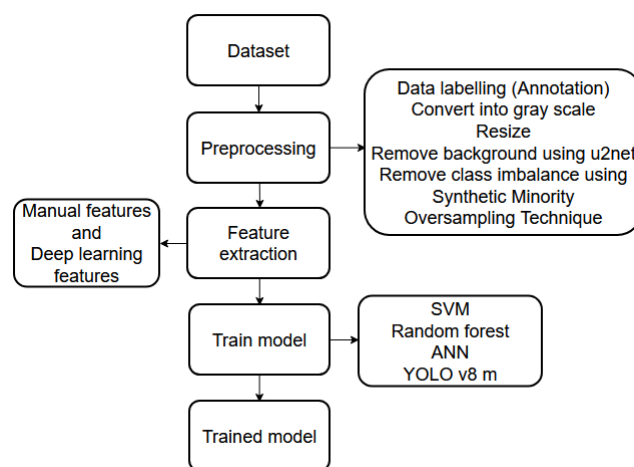 Dataset
Preprocessing
Data labelling (Annotation)
Convert into gray scale
Resize
Remove background using u2net
Remove class imbalance using
Synthetic Minority
Oversampling Technique
Manual features
and
Deep learning
features
Feature
extraction
Train model
SVM
Random forest
ANN
YOLO v8 m
Trained model